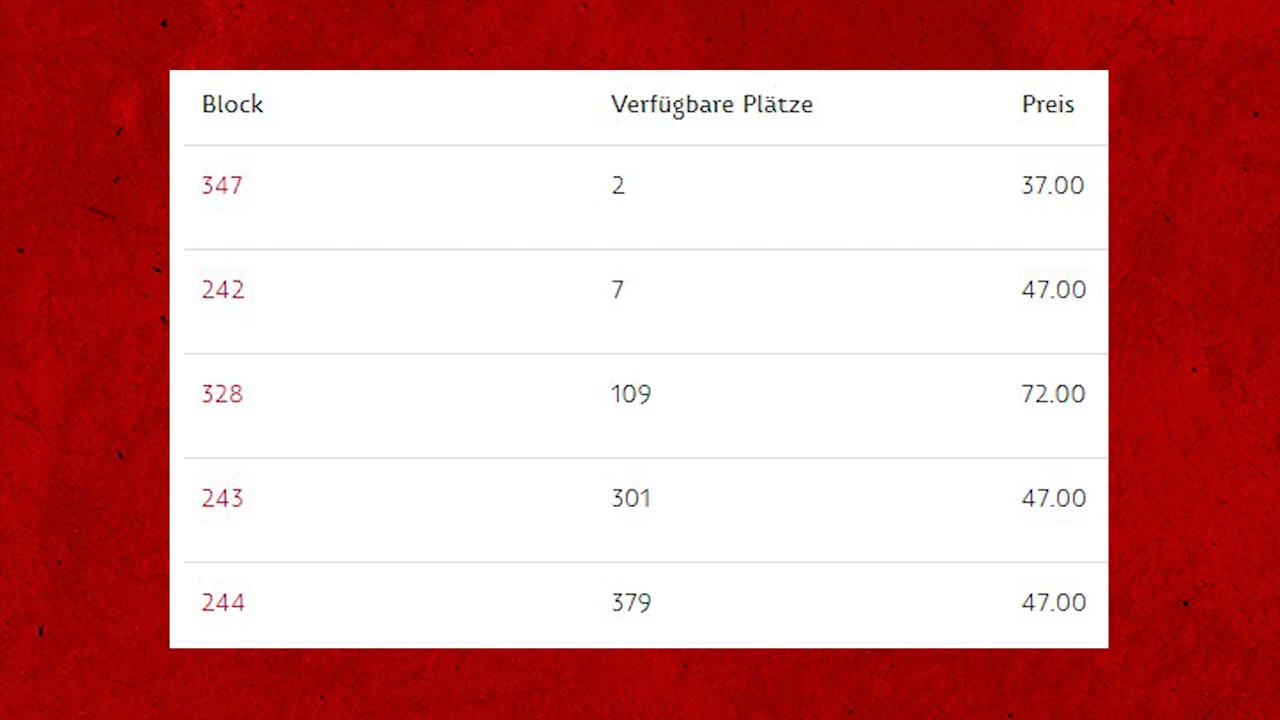 Block Verfügbare Plätze Preis
347 2 37.00
242 7 47.00
328 109 72.00
243 301 47.00
244 379 47.00